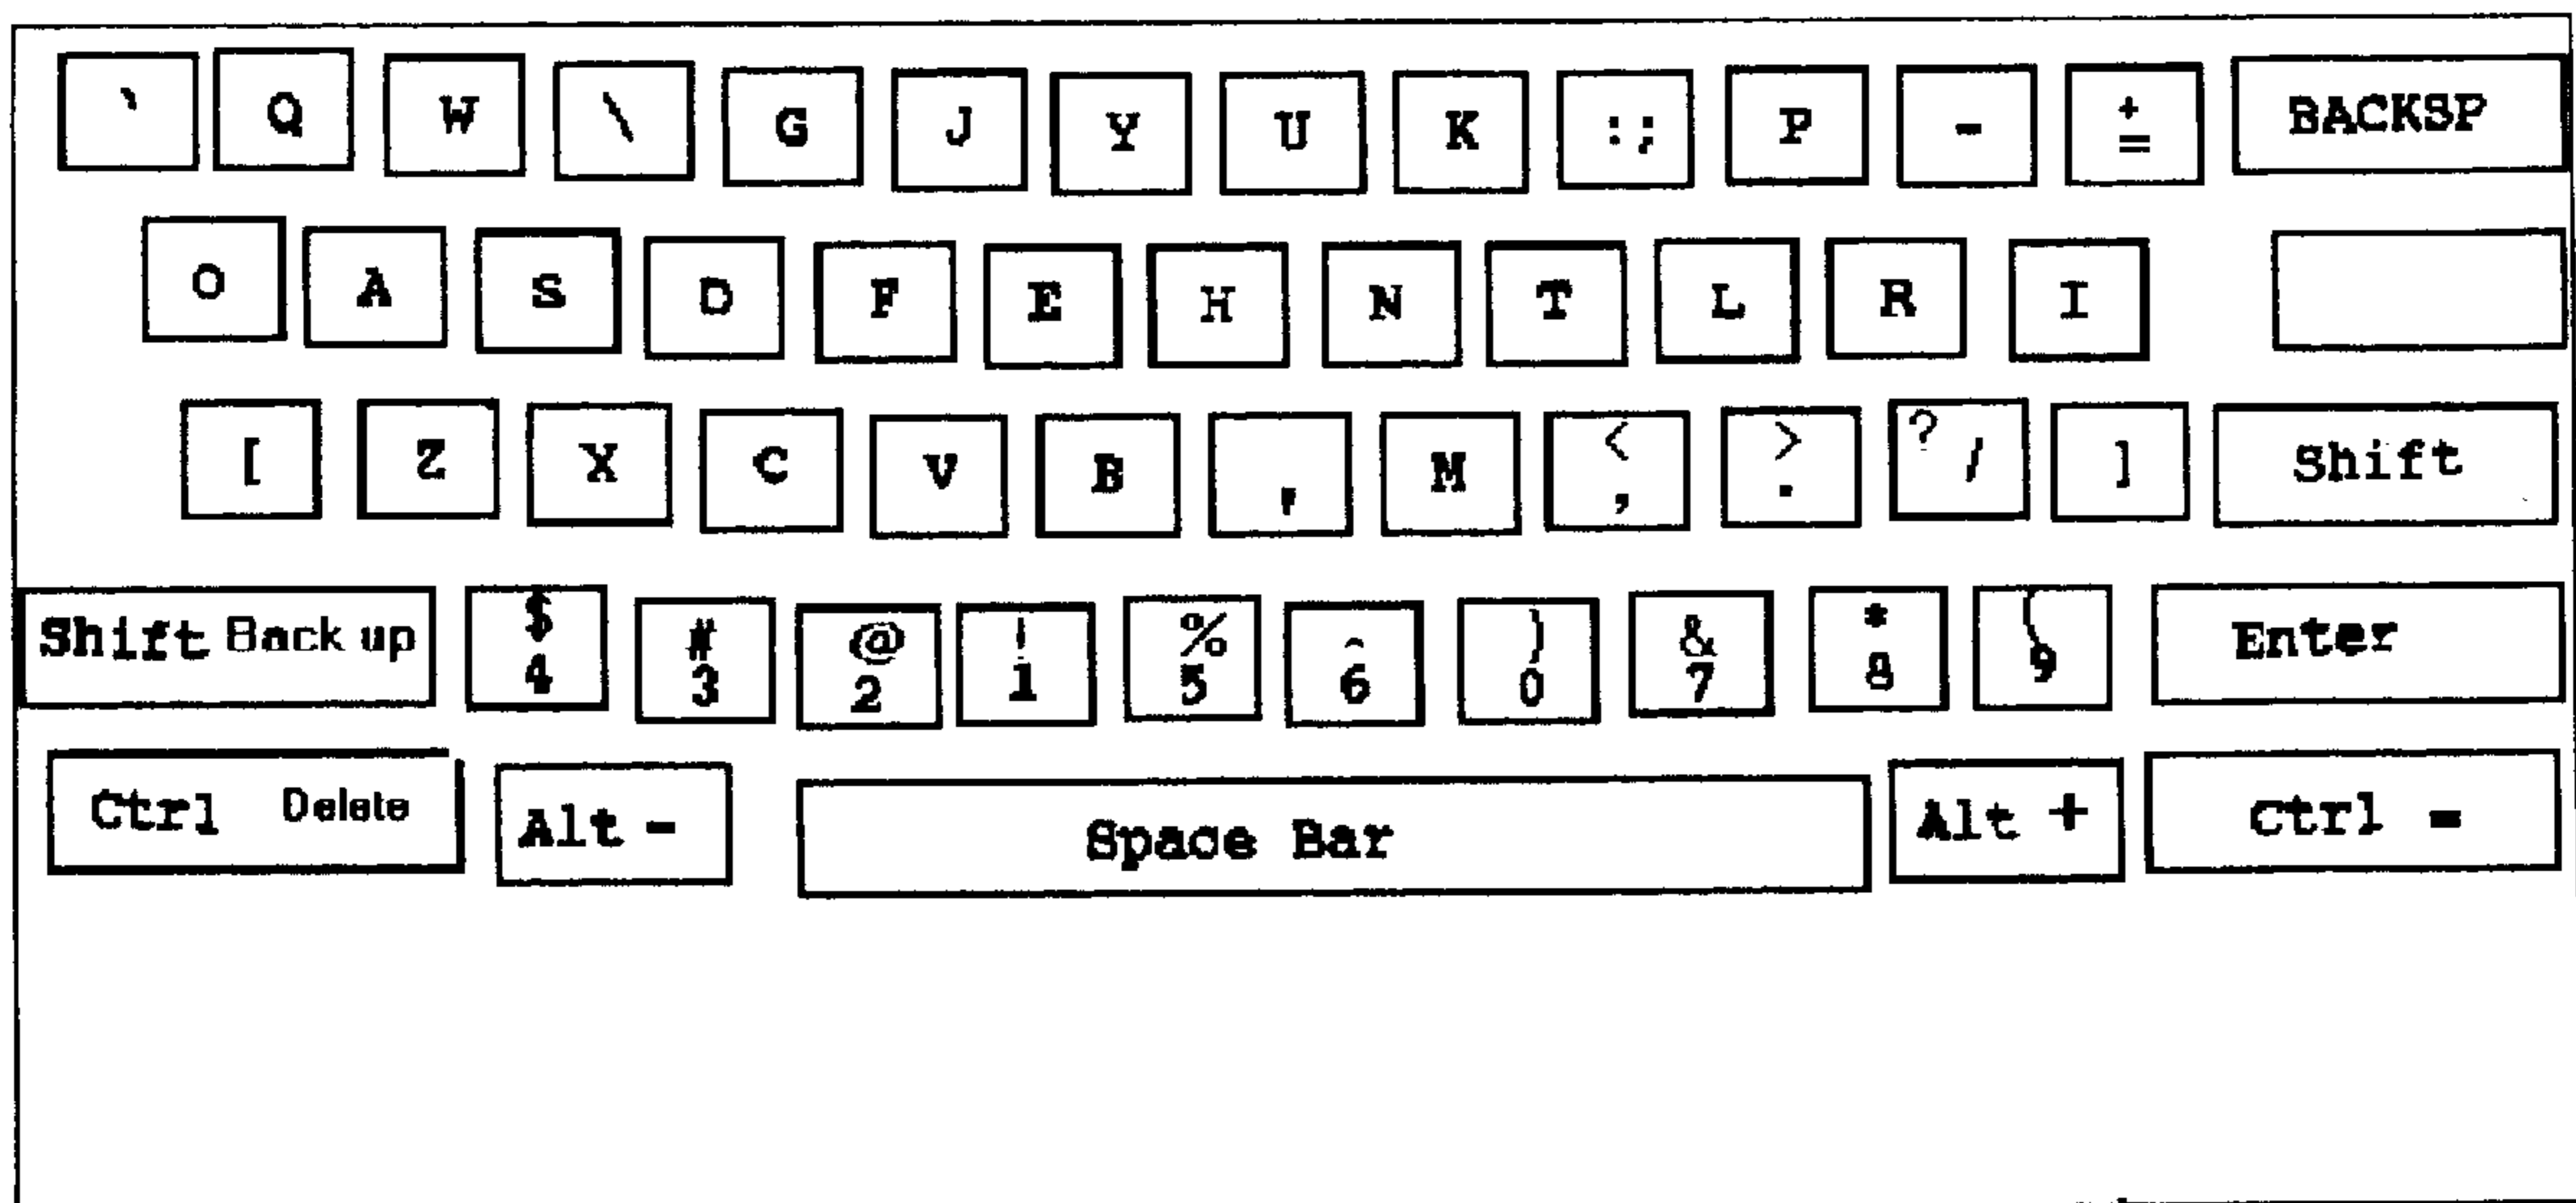 ` Q W \ G J Y U K :; P - + = BACKSP
O A S D F E H N T L R I
[ Z X C V B ' M < , > . ? / ] Shift
Shift Back up $ 4 # 3 @ 2 ! 1 % 5 ^ 6 ) 0 & 7 * 8 ( 9 Enter
Ctrl Delete Alt - Space Bar Alt + Ctrl =